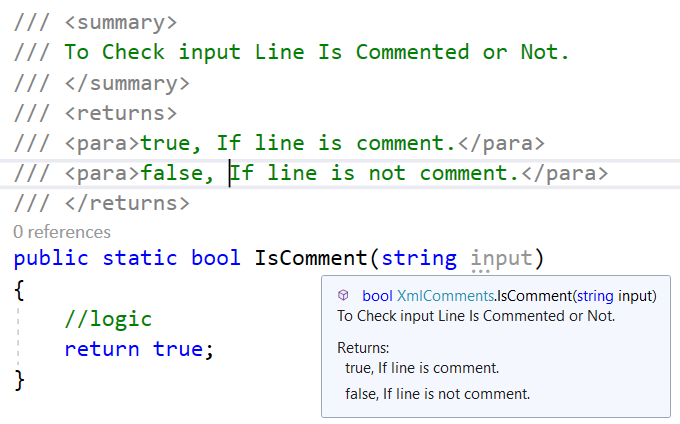 /// <summary>
/// To Check input Line Is Commented or Not.
/// </summary>
/// <returns>
/// <para>true, If line is comment.</para>
/// <para>false, If line is not comment.</para>
/// </returns>
0 references
public static bool IsComment(string input)
{
//logic
return true;
}
bool XmlComments.IsComment(string input)
To Check input Line Is Commented or Not.
Returns:
true, If line is comment.
false, If line is not comment.